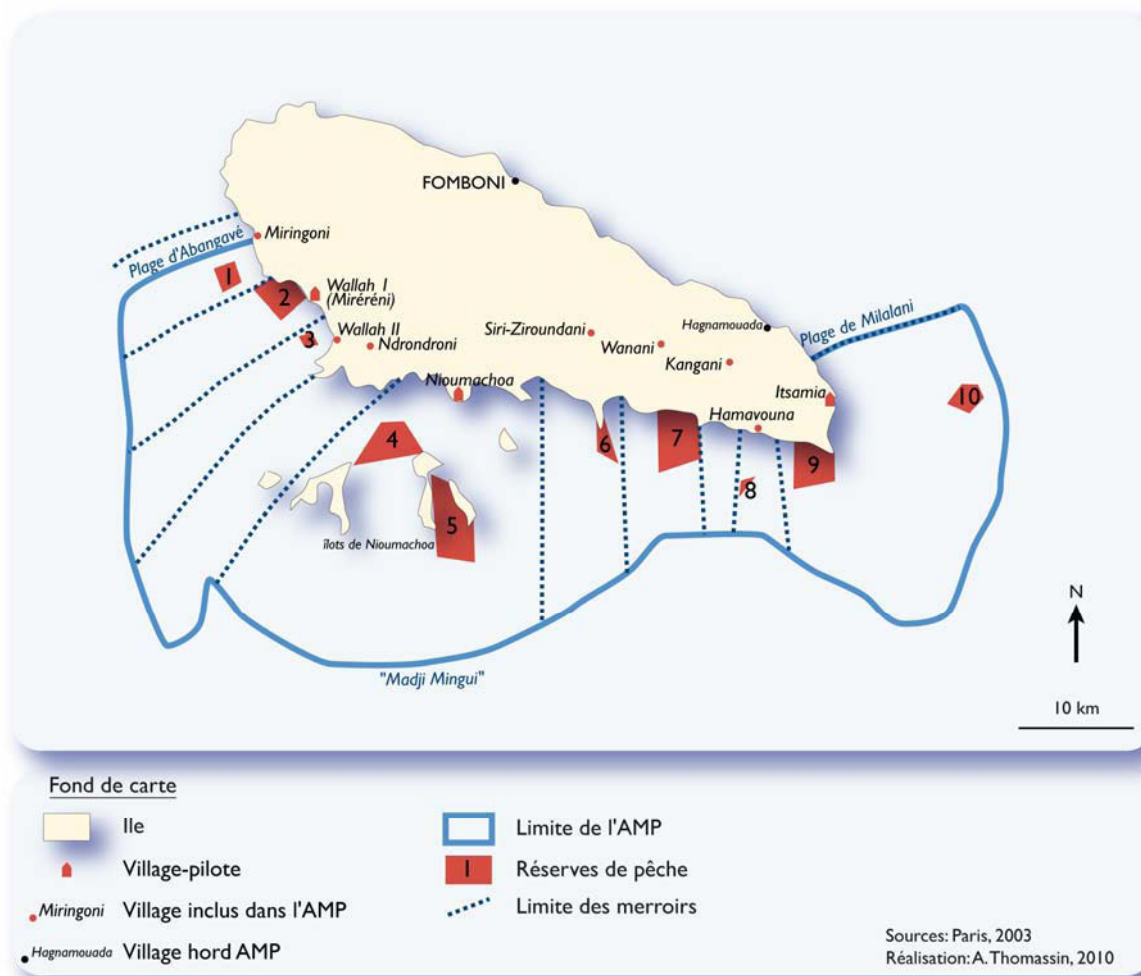 FOMBONI
Miringoni
Plage d'Abangavé
1
2
Wallah I
(Miréréni)
3
Wallah II
Ndrondroni
Siri-Ziroundani
Wanani
Hagnamouada
Kangani
Plage de Milalani
Nioumachoa
Itsamia
Hamavouna
10
4
6
7
9
8
5
îlots de Nioumachoa
"Madji Mingui"
N
10 km
Fond de carte
Ile
Village-pilote
Miringoni Village inclus dans l'AMP
Hagnamouada Village hord AMP
Limite de l'AMP
1 Réserves de pêche
Limite des merroirs
Sources: Paris, 2003
Réalisation: A. Thomassin, 2010